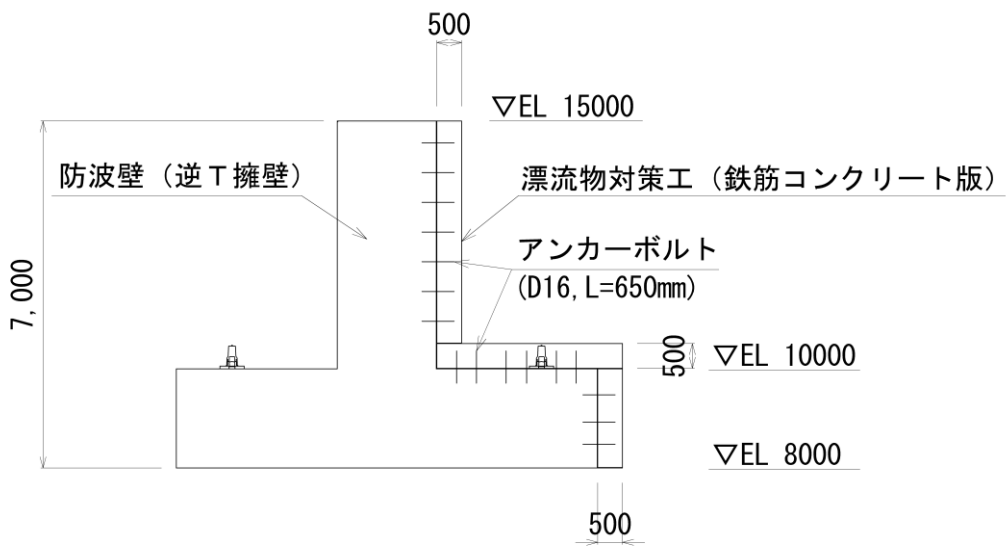 500
▽EL 15000
防波壁（逆Ｔ擁壁）
漂流物対策工（鉄筋コンクリート版）
アンカーボルト
(D16, L=650mm)
7,000
500
▽EL 10000
▽EL 8000
500